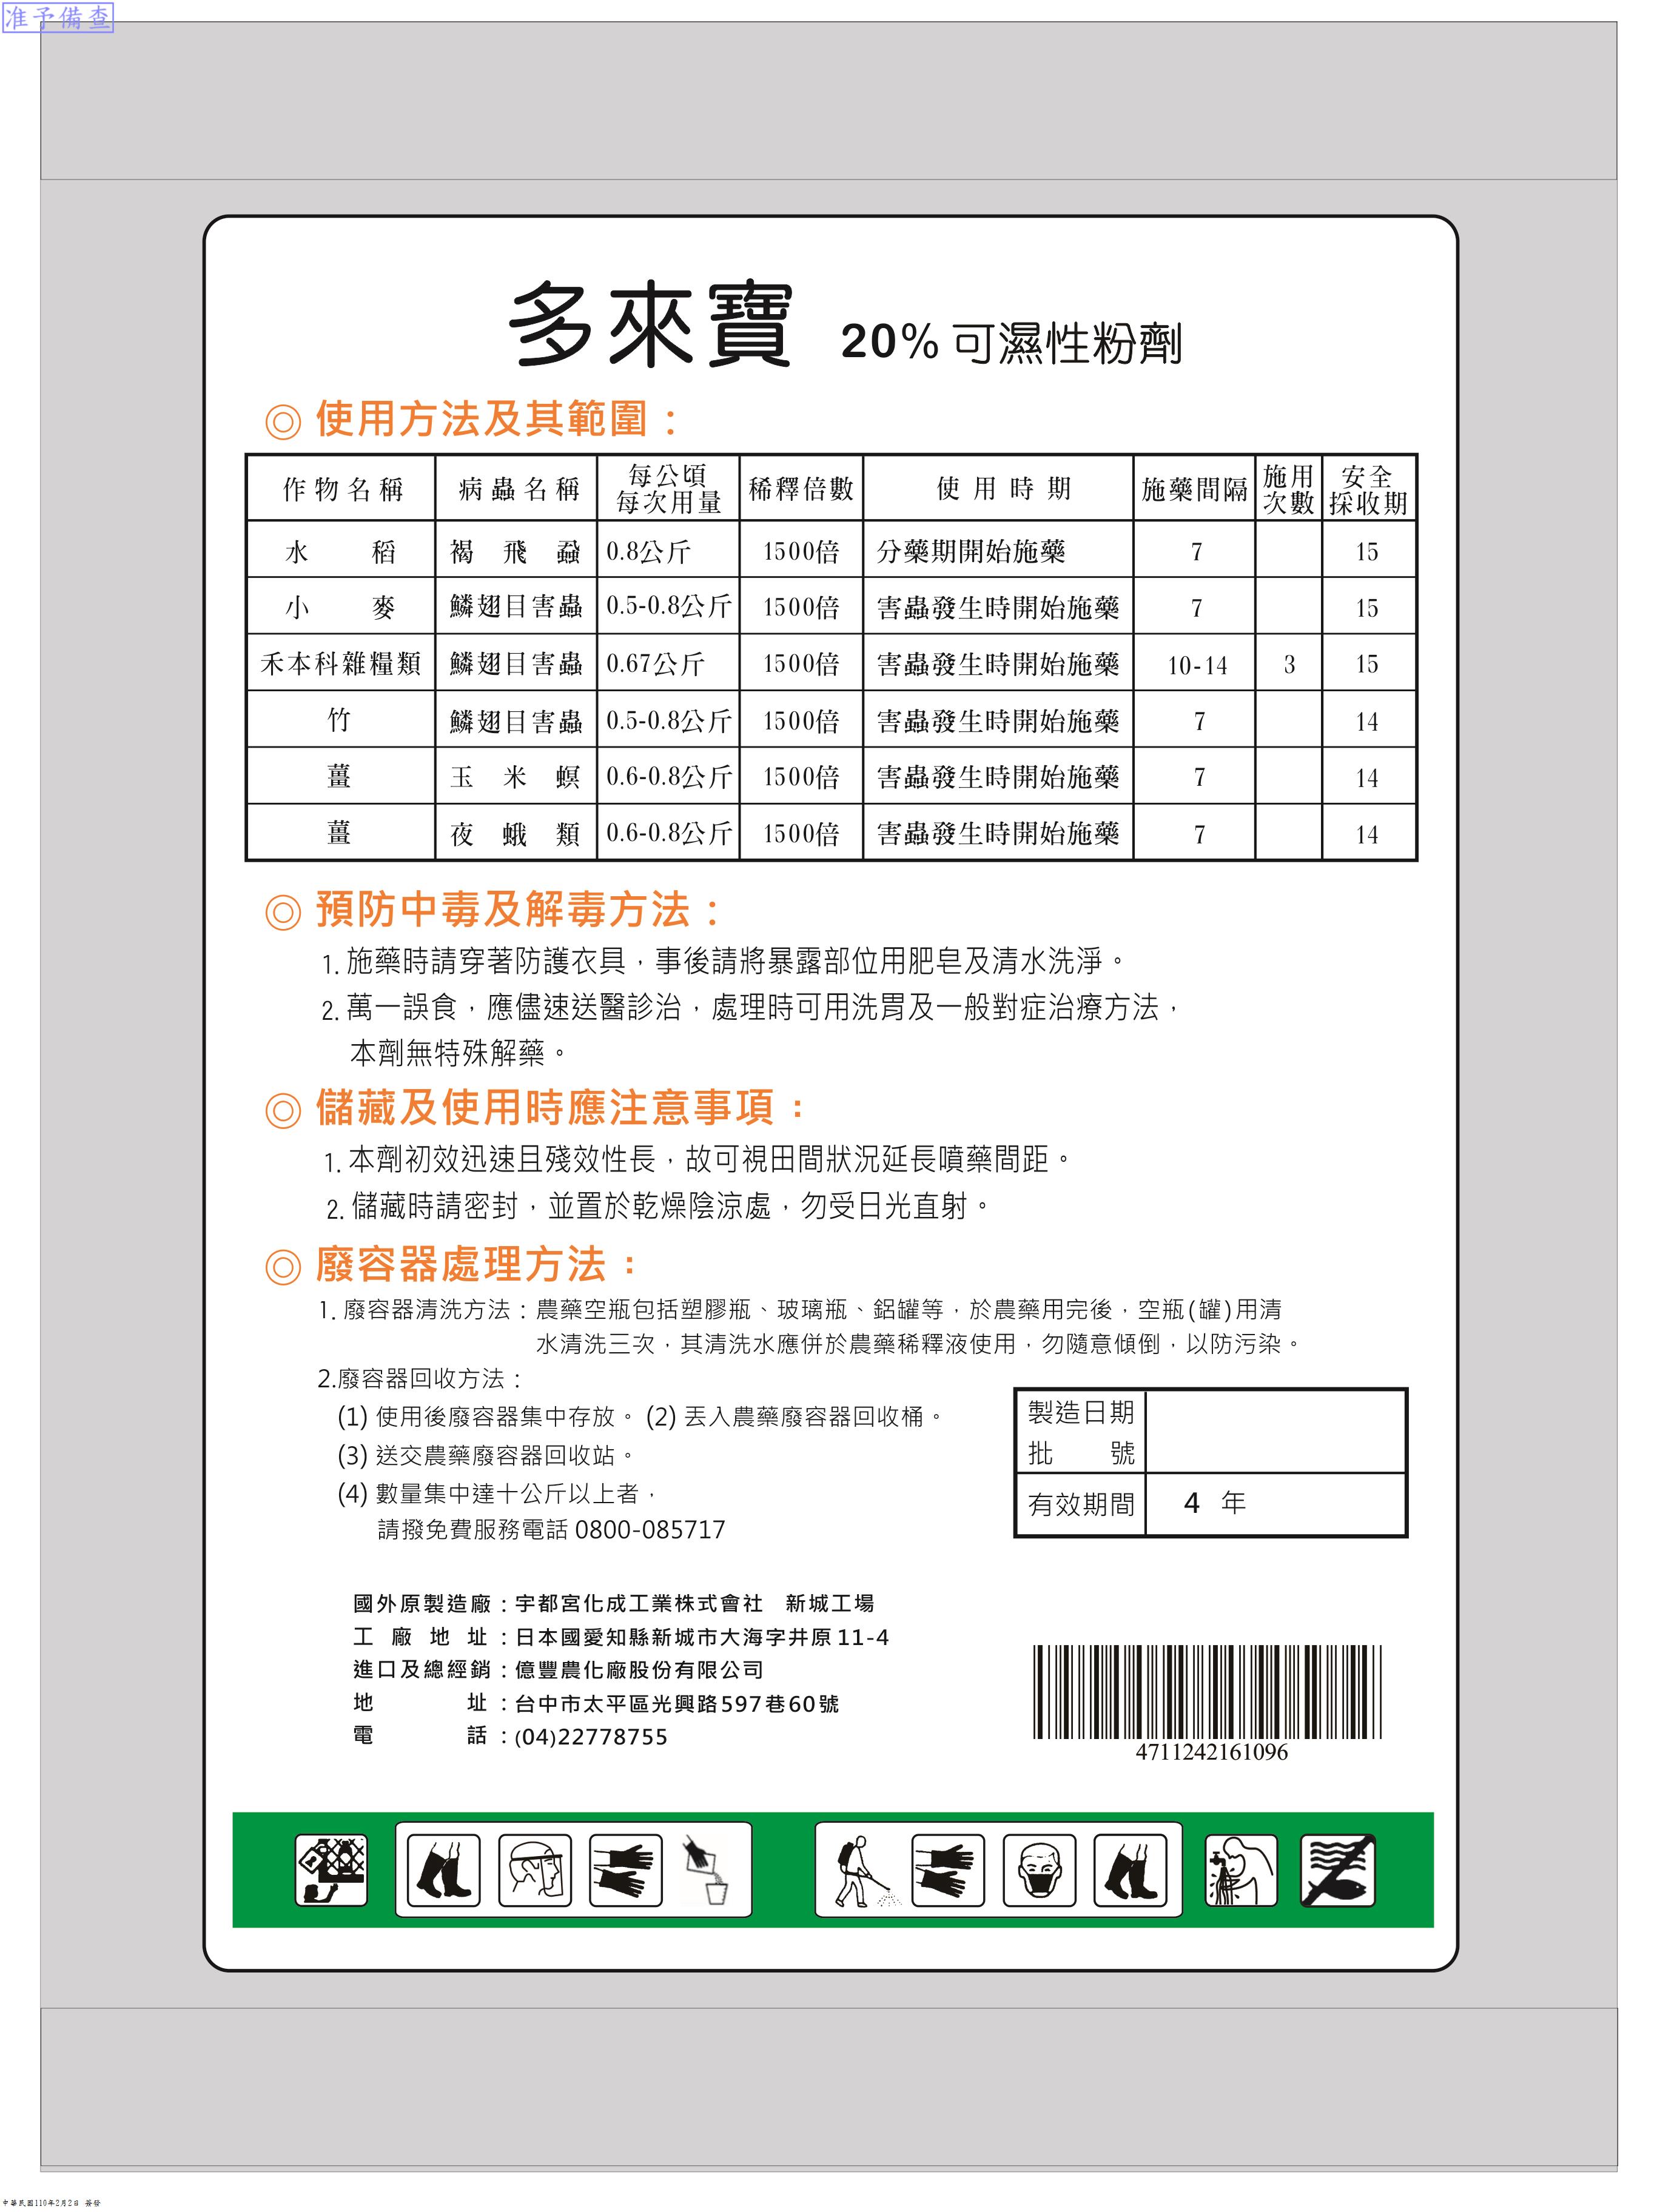 准予備查
多來寶 20% 可濕性粉劑
◎ 使用方法及其範圍：
作物名稱 病蟲名稱 每公頃每次用量 稀釋倍數 使用時期 施藥間隔 施用次數 安全採收期
水稻 褐飛蝨 0.8公斤 1500倍 分藥期開始施藥 7 15
小麥 鱗翅目害蟲 0.5-0.8公斤 1500倍 害蟲發生時開始施藥 7 15
禾本科雜糧類 鱗翅目害蟲 0.67公斤 1500倍 害蟲發生時開始施藥 10-14 3 15
竹 鱗翅目害蟲 0.5-0.8公斤 1500倍 害蟲發生時開始施藥 7 14
薑 玉米螟 0.6-0.8公斤 1500倍 害蟲發生時開始施藥 7 14
薑 夜蛾類 0.6-0.8公斤 1500倍 害蟲發生時開始施藥 7 14
◎ 預防中毒及解毒方法：
1. 施藥時請穿著防護衣具，事後請將暴露部位用肥皂及清水洗淨。
2. 萬一誤食，應儘速送醫診治，處理時可用洗胃及一般對症治療方法，
本劑無特殊解藥。
◎ 儲藏及使用時應注意事項：
1. 本劑初效迅速且殘效性長，故可視田間狀況延長噴藥間距。
2. 儲藏時請密封，並置於乾燥陰涼處，勿受日光直射。
◎ 廢容器處理方法：
1. 廢容器清洗方法：農藥空瓶包括塑膠瓶、玻璃瓶、鋁罐等，於農藥用完後，空瓶(罐)用清
水清洗三次，其清洗水應併於農藥稀釋液使用，勿隨意傾倒，以防污染。
2.廢容器回收方法：
(1) 使用後廢容器集中存放。 (2) 丟入農藥廢容器回收桶。
(3) 送交農藥廢容器回收站。
(4) 數量集中達十公斤以上者，
請撥免費服務電話 0800-085717
製造日期
批號
有效期間 4 年
國外原製造廠：宇都宮化成工業株式會社 新城工場
工廠地址：日本國愛知縣新城市大海字井原 11-4
進口及總經銷：億豐農化廠股份有限公司
地址：台中市太平區光興路597巷60號
電話：(04)22778755
4711242161096
中華民國110年2月2日 簽發